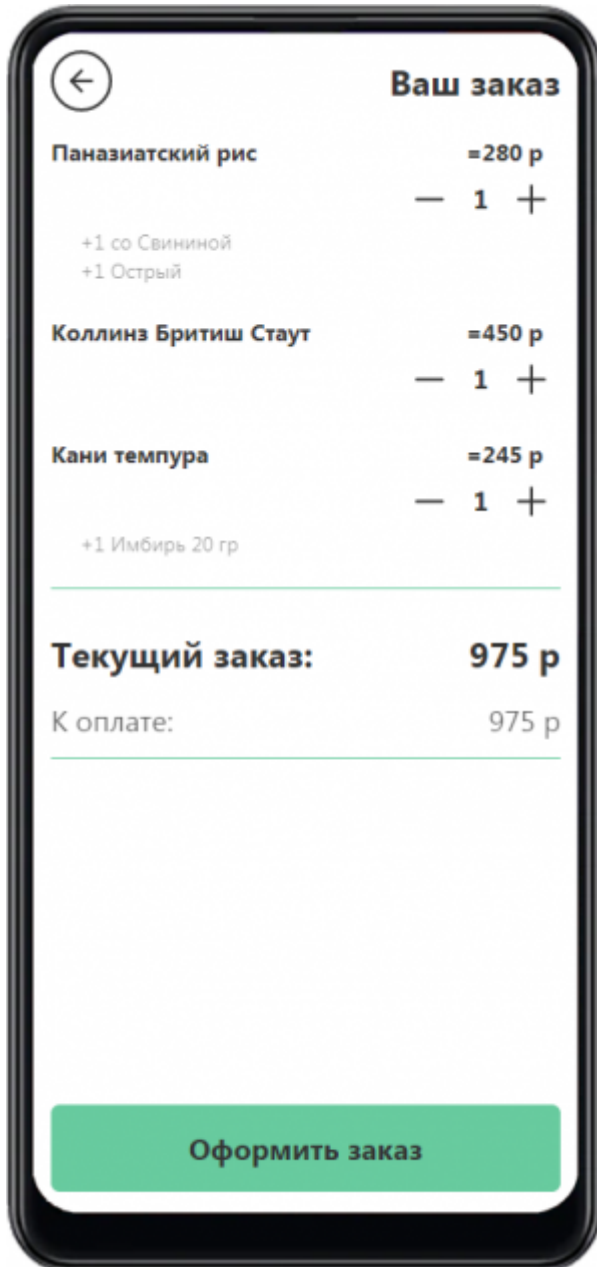 Ваш заказ
Паназиатский рис =280 р
— 1 +
+1 со Свининой
+1 Острый
Коллинз Бритиш Стаут =450 р
— 1 +
Кани темпура =245 р
— 1 +
+1 Имбирь 20 гр
Текущий заказ: 975 р
К оплате: 975 р
Оформить заказ